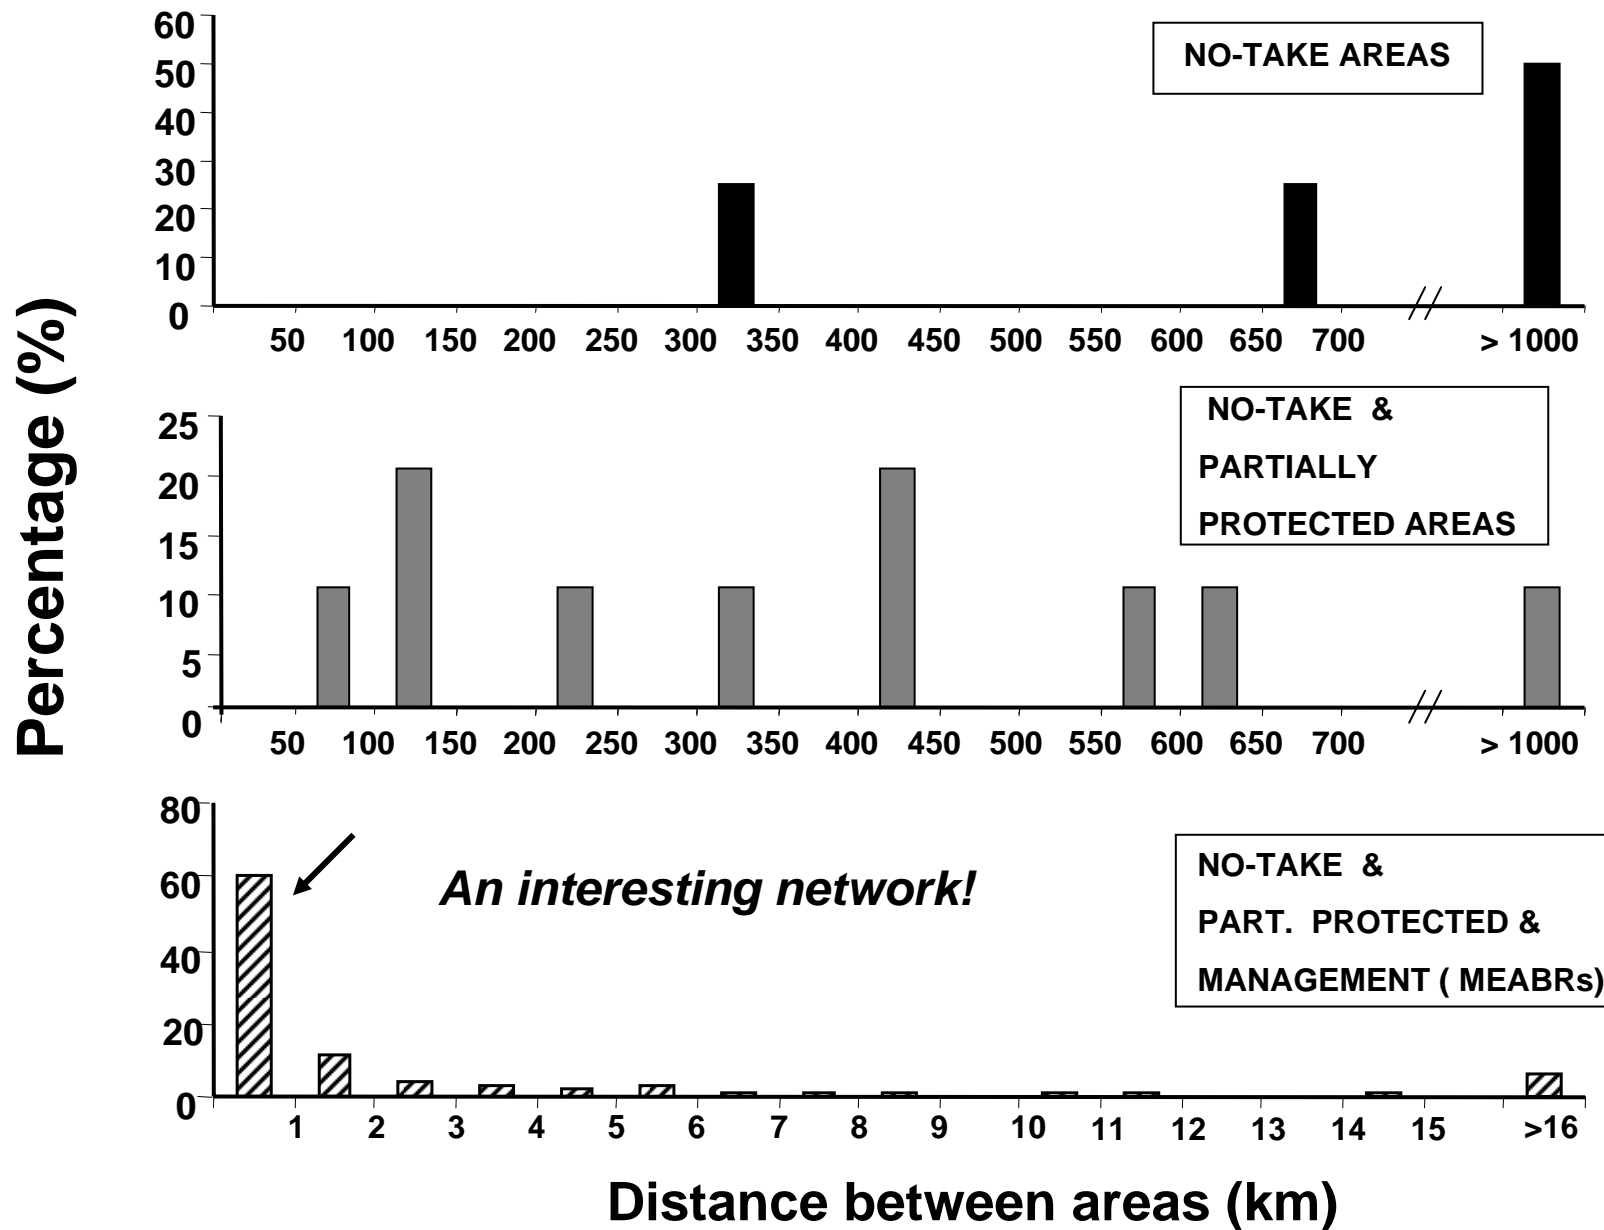 Percentage (%)
60
50
40
30
20
10
0
NO-TAKE AREAS
50 100 150 200 250 300 350 400 450 500 550 600 650 700 > 1000
25
20
15
10
5
0
NO-TAKE &
PARTIALLY
PROTECTED AREAS
50 100 150 200 250 300 350 400 450 500 550 600 650 700 > 1000
80
60
40
20
0
An interesting network!
NO-TAKE &
PART. PROTECTED &
MANAGEMENT ( MEABRs)
1 2 3 4 5 6 7 8 9 10 11 12 13 14 15 >16
Distance between areas (km)